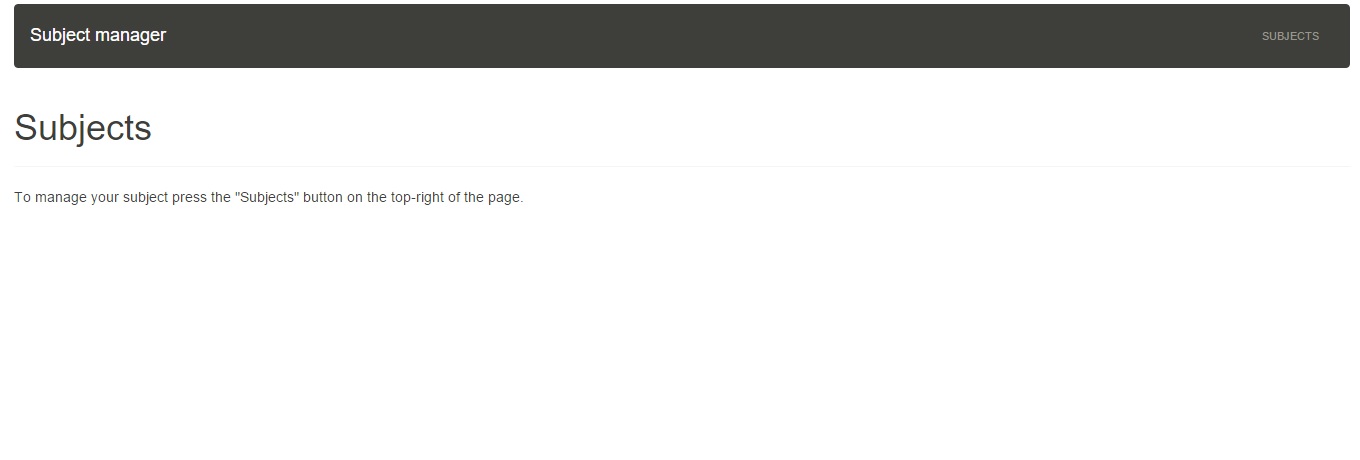 Subject manager
SUBJECTS
Subjects
To manage your subject press the "Subjects" button on the top-right of the page.